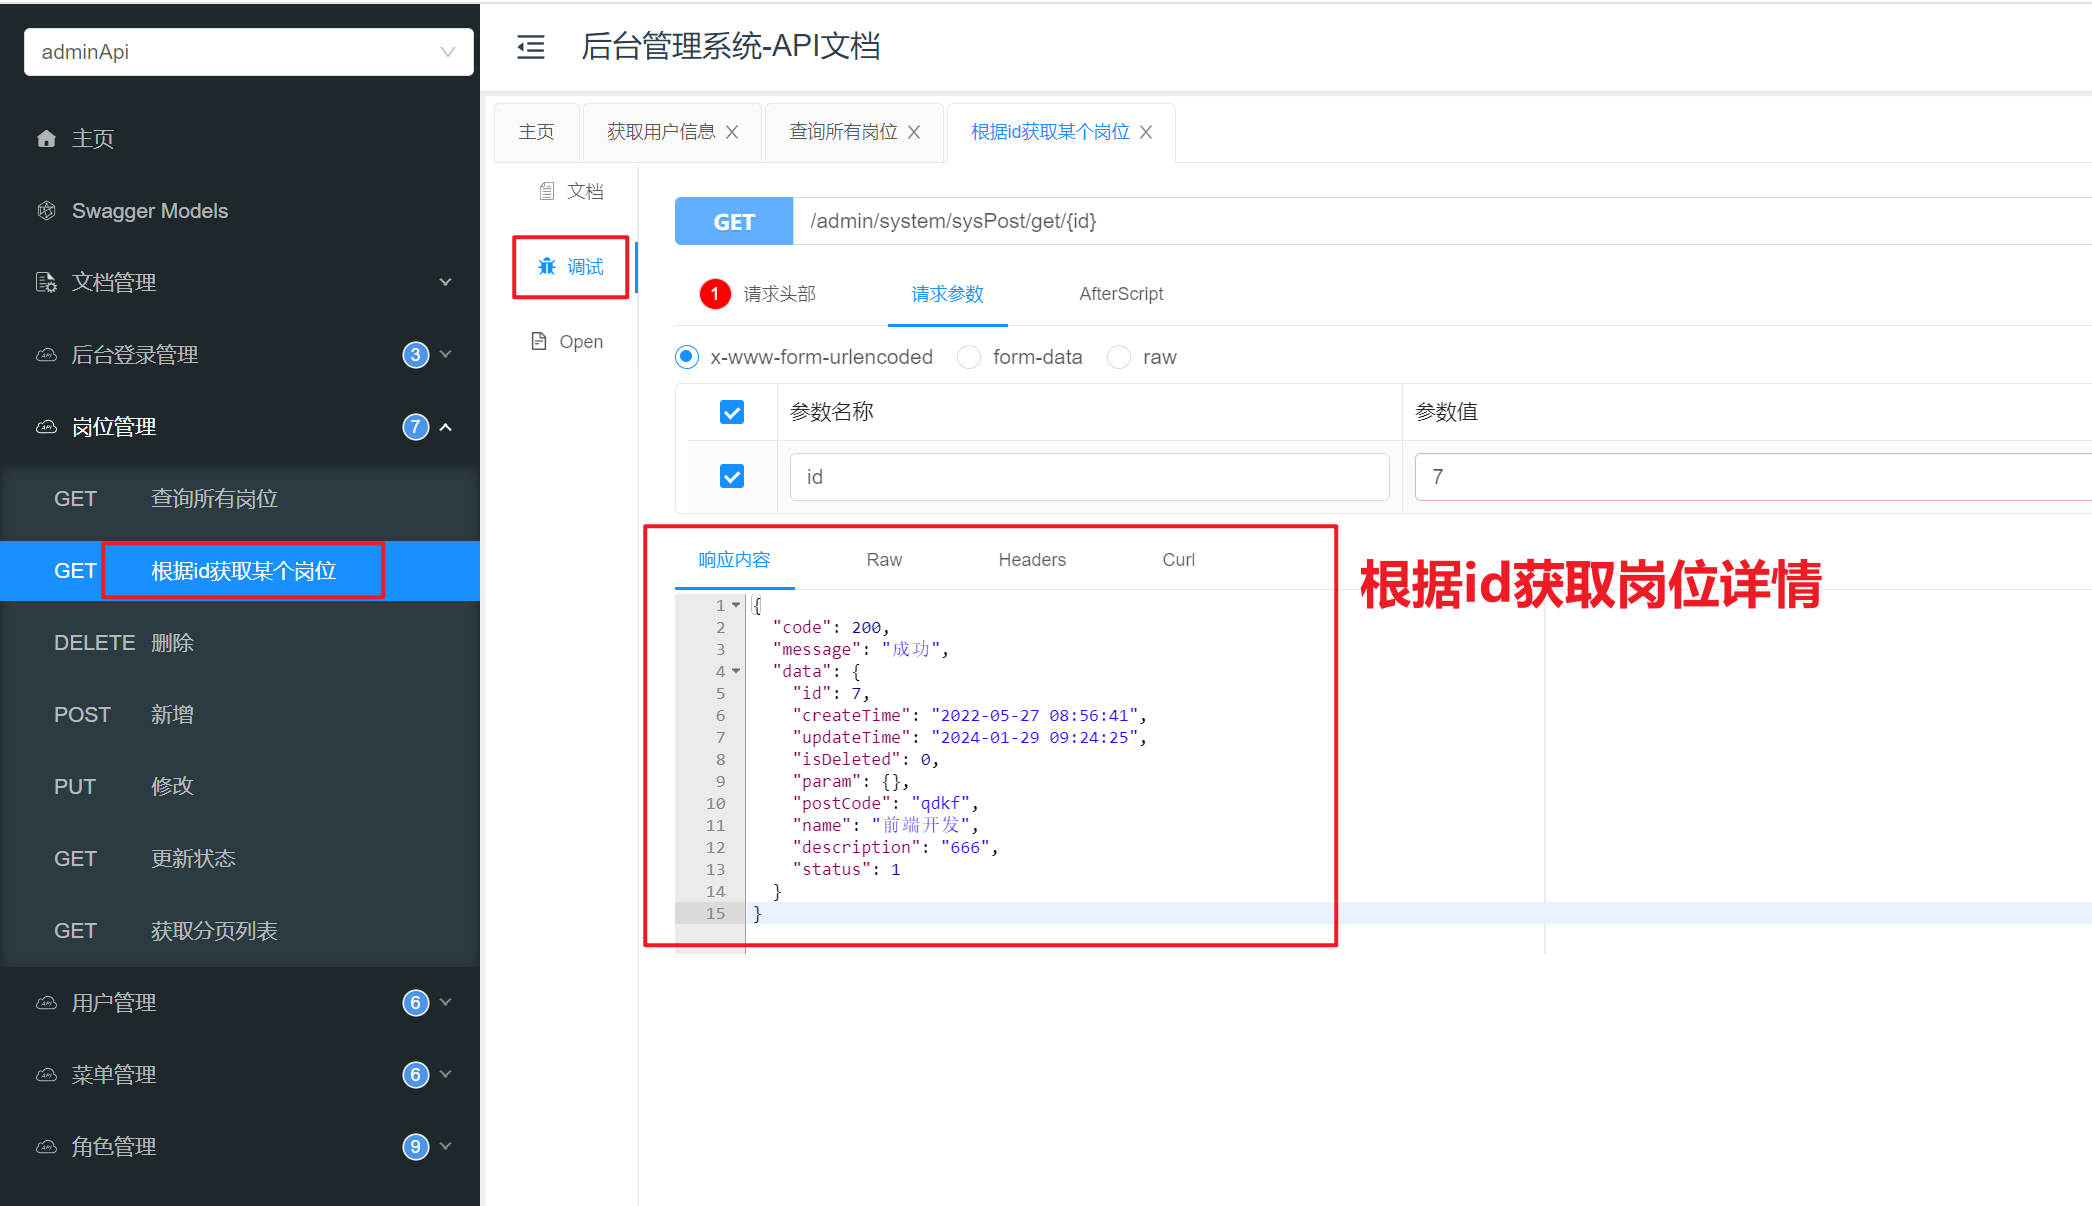 adminApi
主页
Swagger Models
文档管理
后台登录管理 3
岗位管理 7
GET 查询所有岗位
GET 根据id获取某个岗位
DELETE 删除
POST 新增
PUT 修改
GET 更新状态
GET 获取分页列表
用户管理 6
菜单管理 6
角色管理 9
后台管理系统-API文档
主页 获取用户信息 查询所有岗位 根据id获取某个岗位
文档
调试
Open
GET /admin/system/sysPost/get/{id}
1 请求头部 请求参数 AfterScript
x-www-form-urlencoded form-data raw
参数名称 参数值
id 7
响应内容 Raw Headers Curl
根据id获取岗位详情
1 {
2 "code": 200,
3 "message": "成功",
4 "data": {
5 "id": 7,
6 "createTime": "2022-05-27 08:56:41",
7 "updateTime": "2024-01-29 09:24:25",
8 "isDeleted": 0,
9 "param": {},
10 "postCode": "qdkf",
11 "name": "前端开发",
12 "description": "666",
13 "status": 1
14 }
15 }